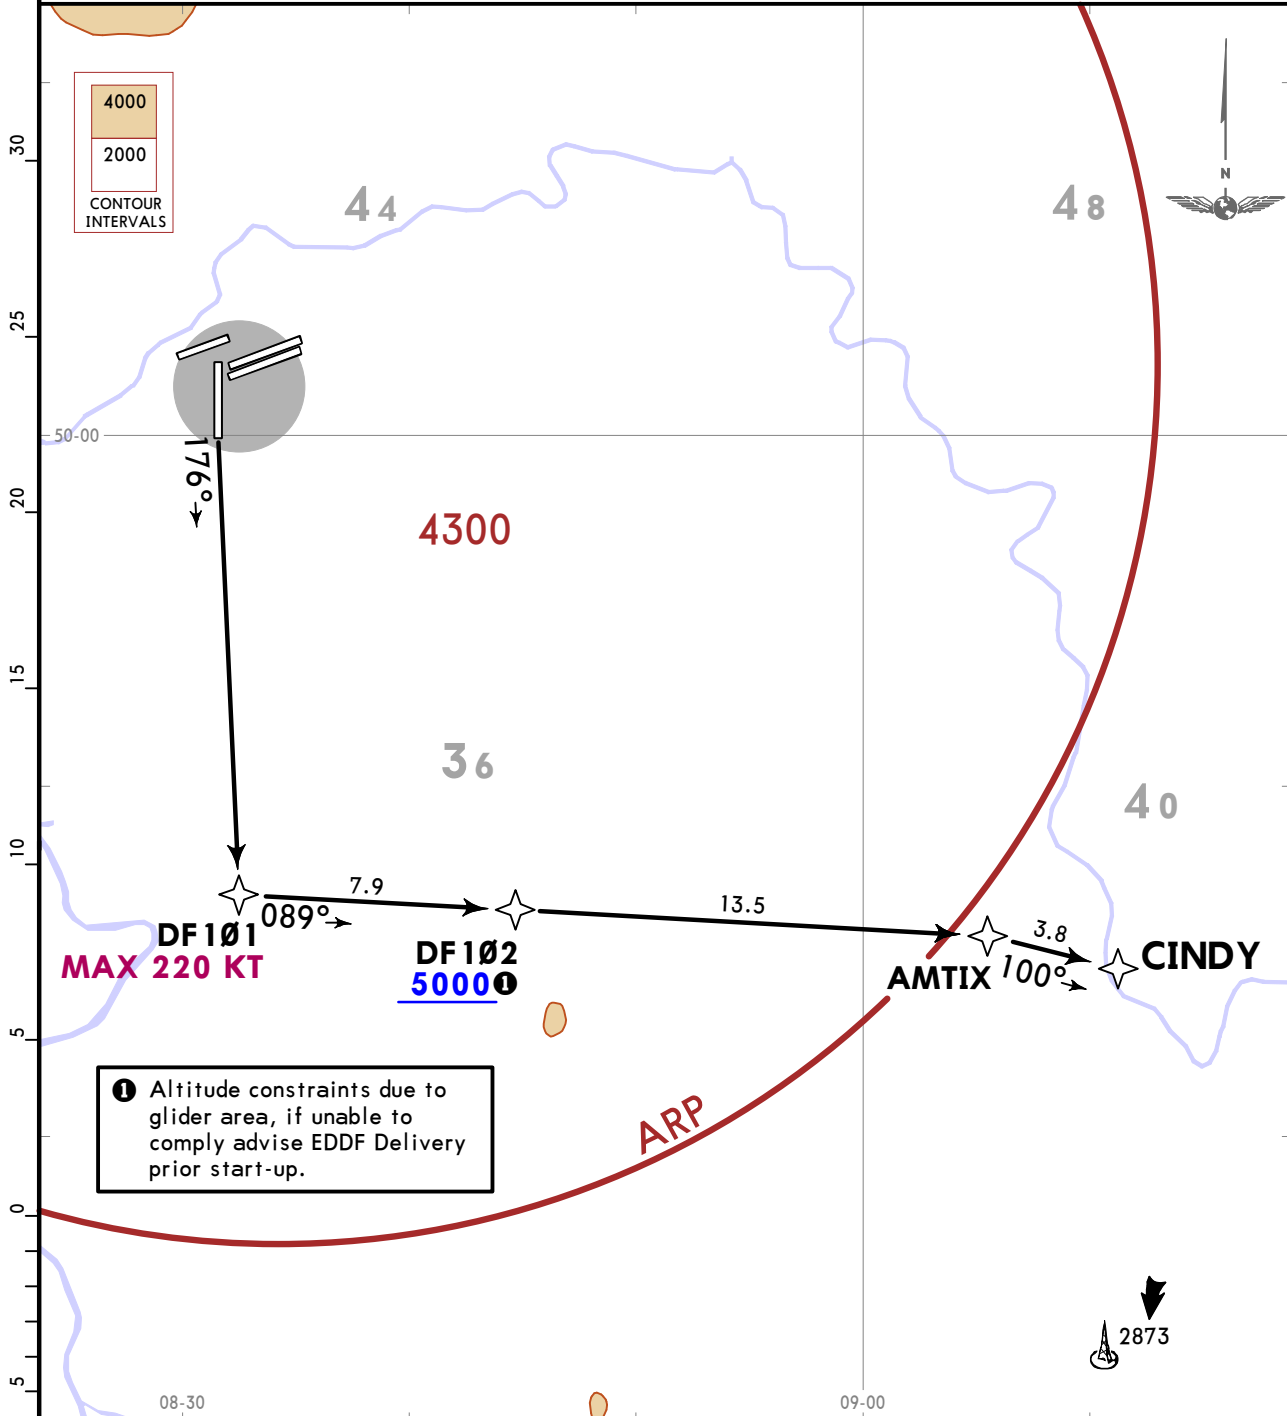 4000
2000
CONTOUR
INTERVALS
N
30
25
20
15
10
5
0
5
44
48
50-00
176°
4300
36
40
7.9
089°
DF1Ø1
MAX 220 KT
13.5
DF1Ø2
5000❶
3.8
100°
AMTIX
CINDY
❶ Altitude constraints due to
glider area, if unable to
comply advise EDDF Delivery
prior start-up.
ARP
2873
08-30
09-00